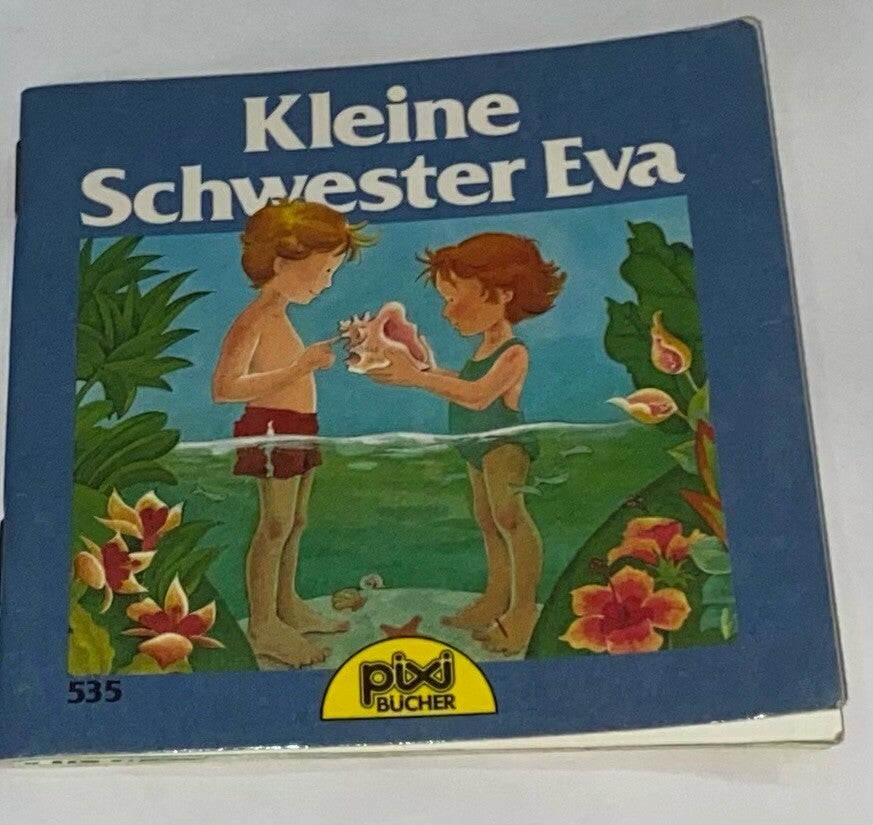 Kleine
Schwester Eva
535
pixi
BÜCHER